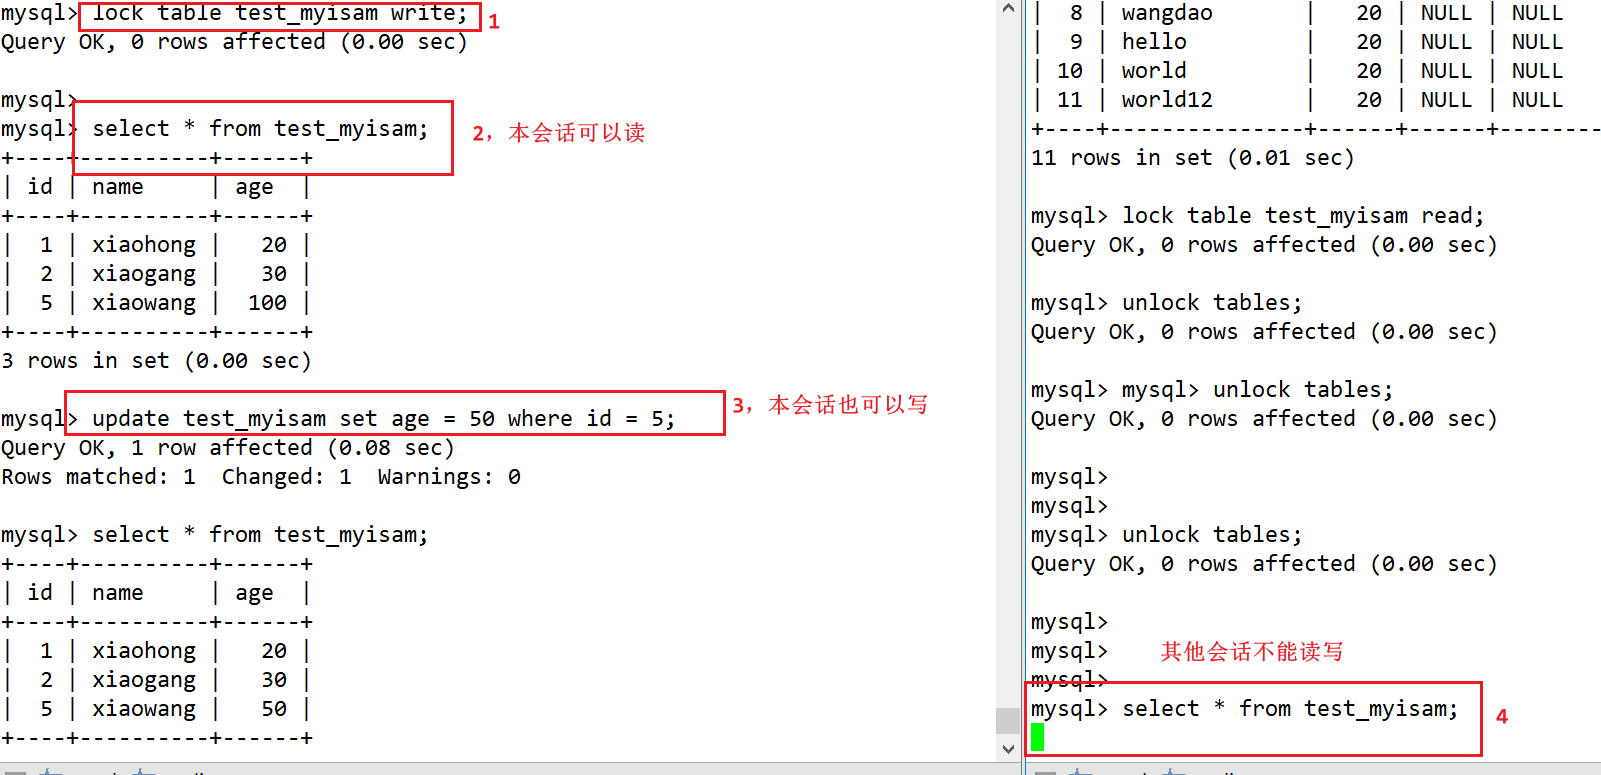 mysql> lock table test_myisam write; 1
Query OK, 0 rows affected (0.00 sec)
mysql>
mysql> select * from test_myisam; 2，本会话可以读
+----+----------+------+
| id | name     | age  |
+----+----------+------+
|  1 | xiaohong |   20 |
|  2 | xiaogang |   30 |
|  5 | xiaowang |  100 |
+----+----------+------+
3 rows in set (0.00 sec)
mysql> update test_myisam set age = 50 where id = 5; 3，本会话也可以写
Query OK, 1 row affected (0.08 sec)
Rows matched: 1  Changed: 1  Warnings: 0
mysql> select * from test_myisam;
+----+----------+------+
| id | name     | age  |
+----+----------+------+
|  1 | xiaohong |   20 |
|  2 | xiaogang |   30 |
|  5 | xiaowang |   50 |
+----+----------+------+
|  8 | wangdao      |   20 | NULL | NULL
|  9 | hello        |   20 | NULL | NULL
| 10 | world        |   20 | NULL | NULL
| 11 | world12      |   20 | NULL | NULL
+----+--------------+------+------+--------
11 rows in set (0.01 sec)
mysql> lock table test_myisam read;
Query OK, 0 rows affected (0.00 sec)
mysql> unlock tables;
Query OK, 0 rows affected (0.00 sec)
mysql> mysql> unlock tables;
Query OK, 0 rows affected (0.00 sec)
mysql>
mysql>
mysql> unlock tables;
Query OK, 0 rows affected (0.00 sec)
mysql>
mysql> 其他会话不能读写
mysql>
mysql> select * from test_myisam; 4